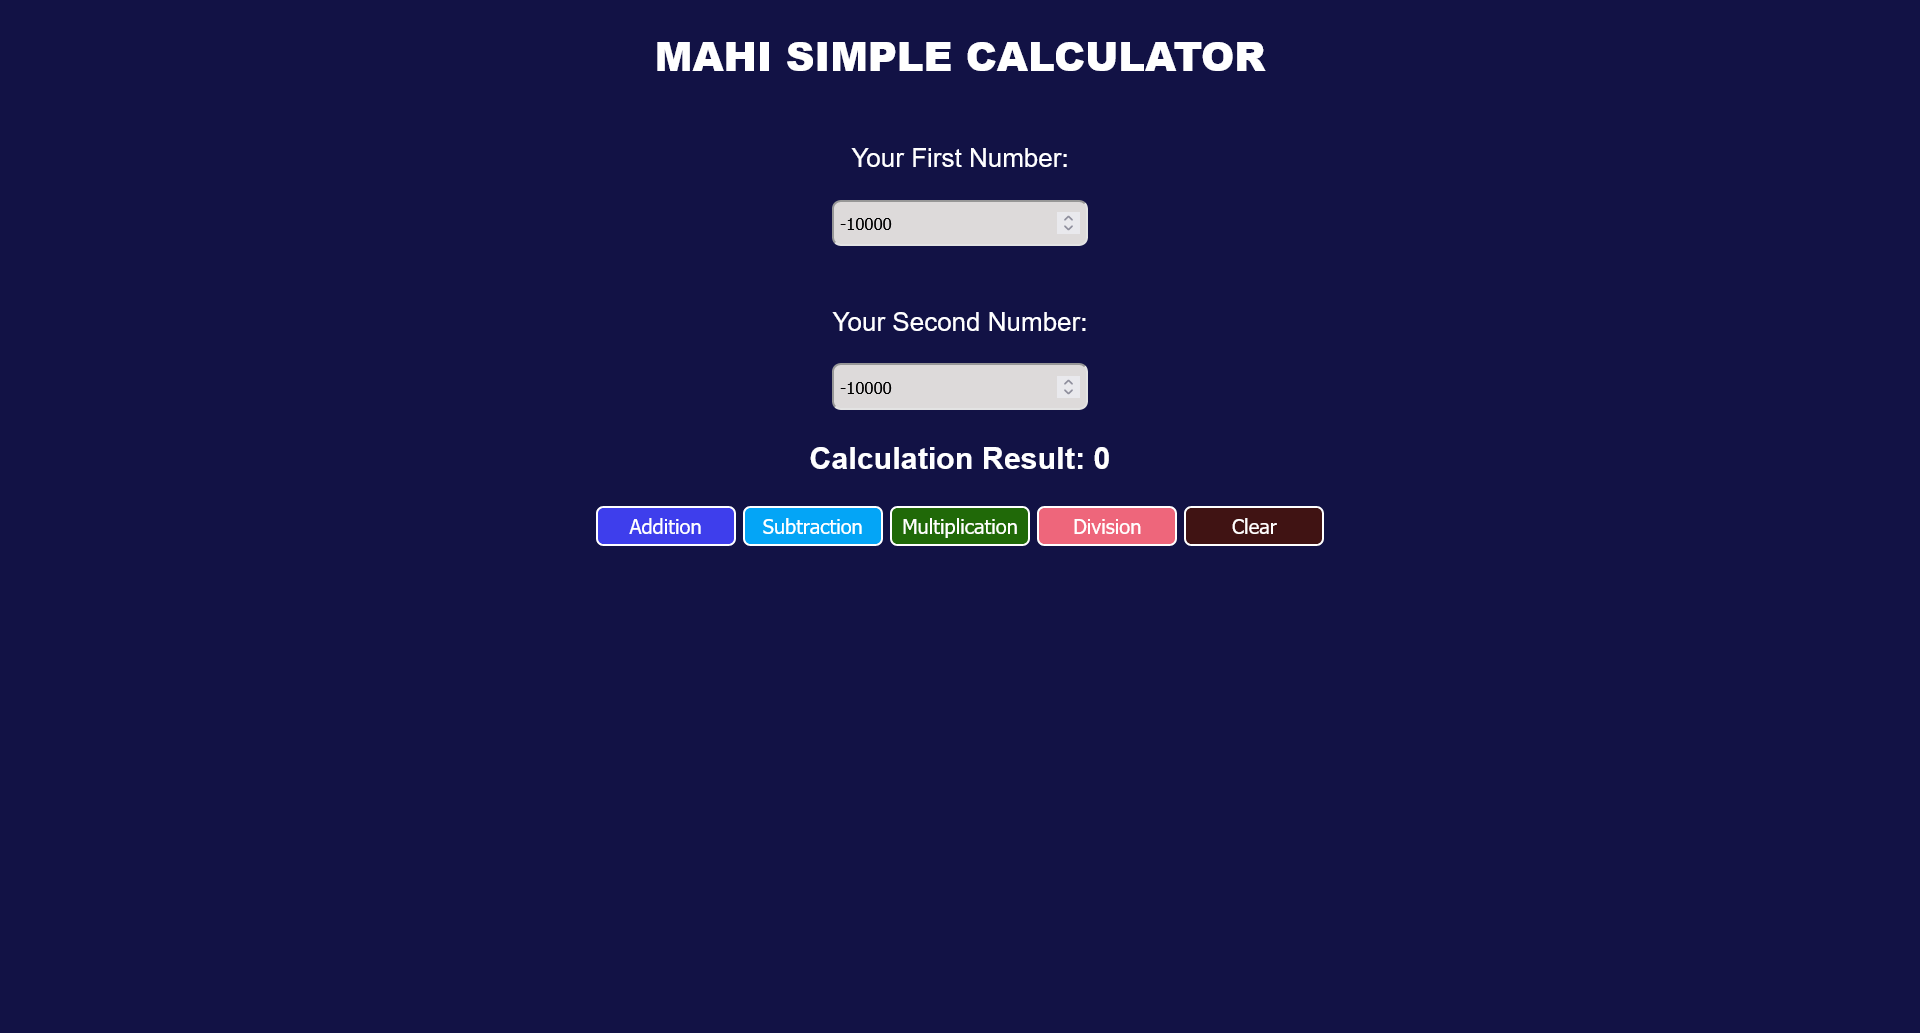 MAHI SIMPLE CALCULATOR
Your First Number:
-10000
Your Second Number:
-10000
Calculation Result: 0
Addition Subtraction Multiplication Division Clear